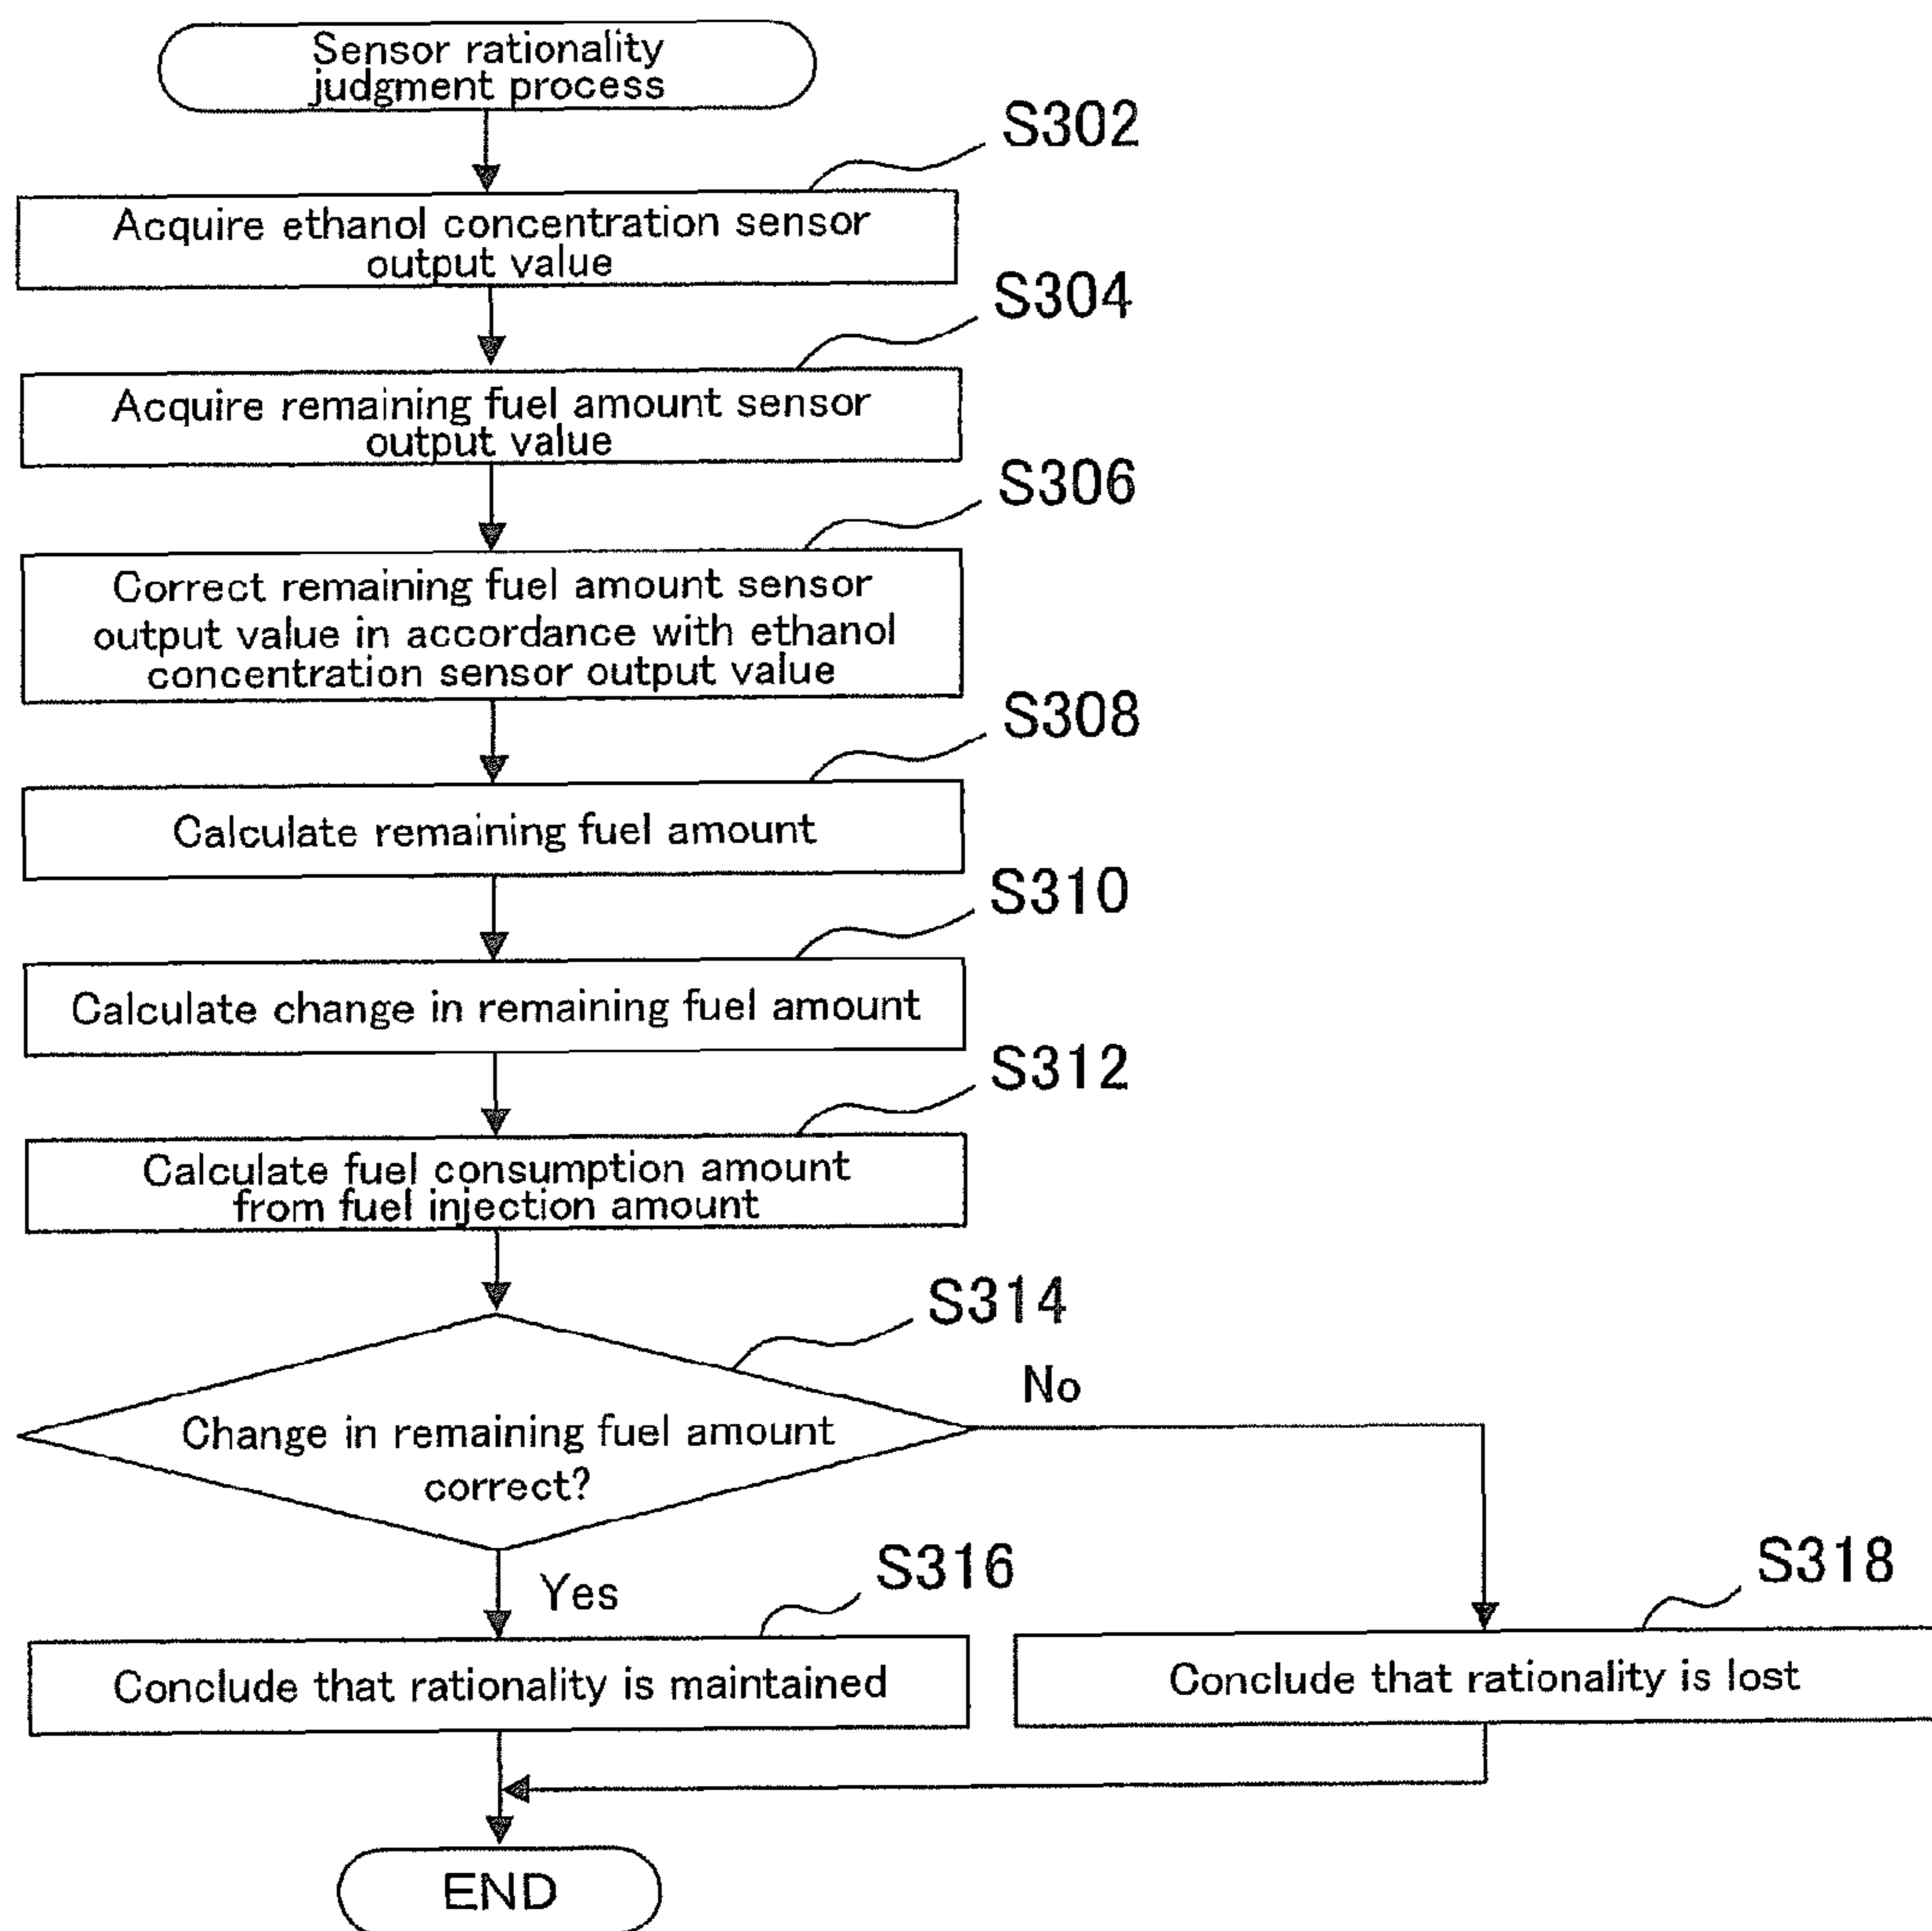 Sensor rationality
judgment process
S302
Acquire ethanol concentration sensor
output value
S304
Acquire remaining fuel amount sensor
output value
S306
Correct remaining fuel amount sensor
output value in accordance with ethanol
concentration sensor output value
S308
Calculate remaining fuel amount
S310
Calculate change in remaining fuel amount
S312
Calculate fuel consumption amount
from fuel injection amount
S314
Change in remaining fuel amount
correct?
No
Yes
S316
Conclude that rationality is maintained
S318
Conclude that rationality is lost
END